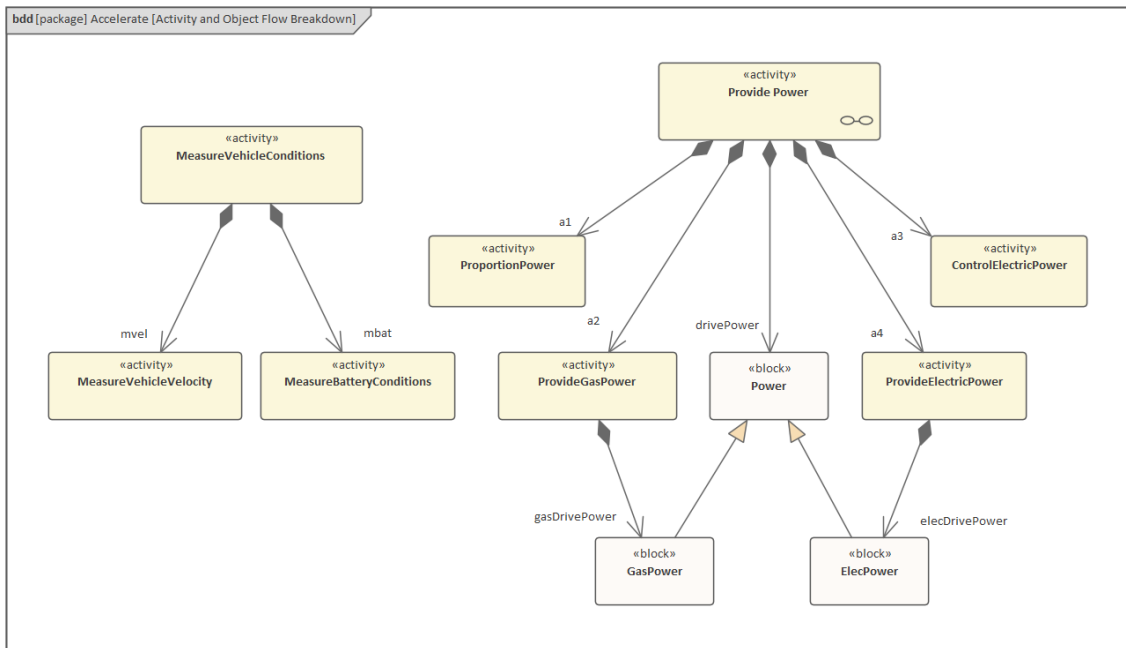 bdd [package] Accelerate [Activity and Object Flow Breakdown]
«activity»
Provide Power
«activity»
MeasureVehicleConditions
a1
a3
«activity»
ProportionPower
«activity»
ControlElectricPower
mvel
mbat
a2
drivePower
a4
«activity»
MeasureVehicleVelocity
«activity»
MeasureBatteryConditions
«activity»
ProvideGasPower
«block»
Power
«activity»
ProvideElectricPower
gasDrivePower
elecDrivePower
«block»
GasPower
«block»
ElecPower